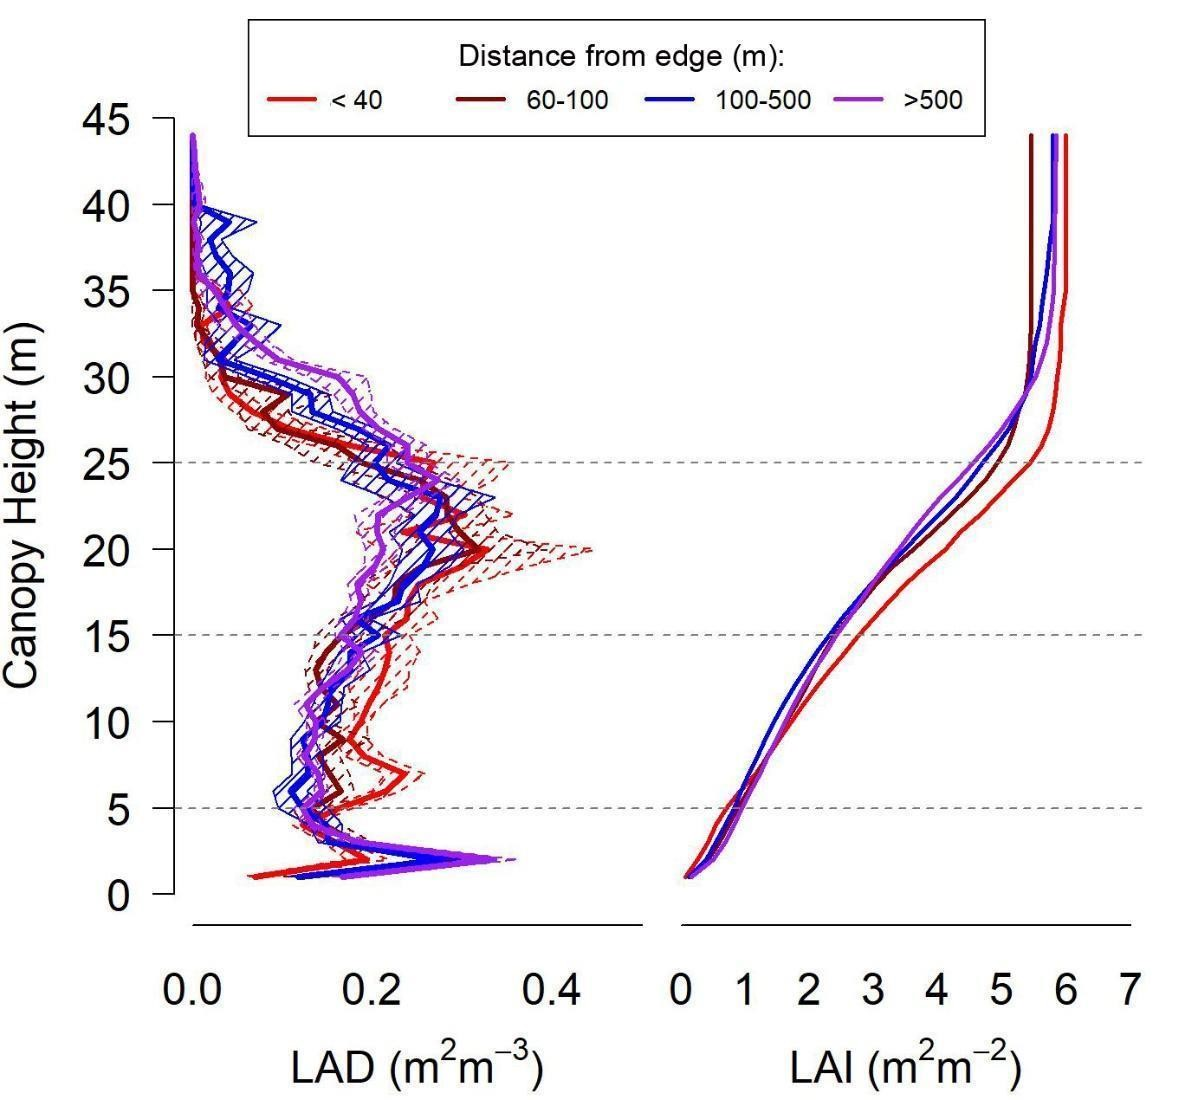 Distance from edge (m):
< 40 60-100 100-500 >500
45
40
35
30
25
20
15
10
5
0
Canopy Height (m)
0.0 0.2 0.4
0 1 2 3 4 5 6 7
LAD (m²m⁻³)
LAI (m²m⁻²)